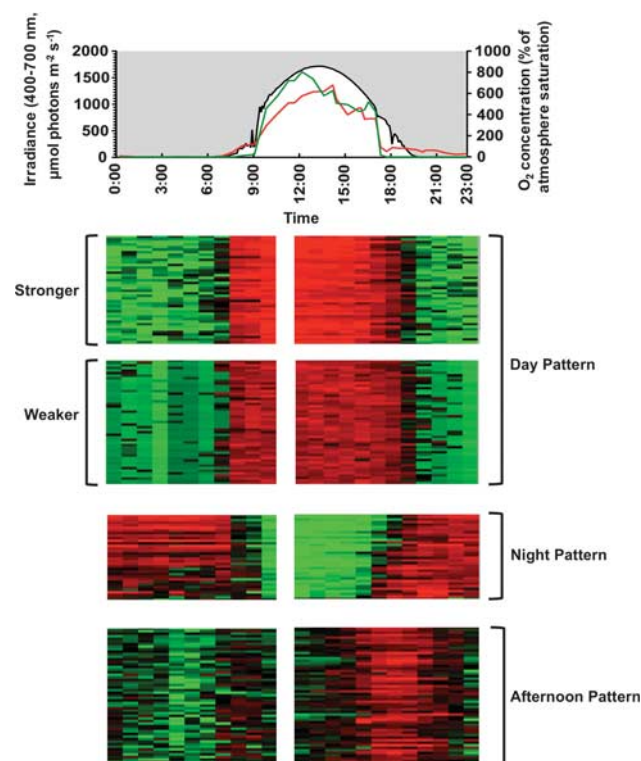 Irradiance (400-700 nm,
µmol photons m⁻² s⁻¹)
2000
1500
1000
500
0
1000
800
600
400
200
0
O₂ concentration (% of
atmosphere saturation)
0:00
3:00
6:00
9:00
12:00
15:00
18:00
21:00
23:00
Time
Stronger
Weaker
Day Pattern
Night Pattern
Afternoon Pattern